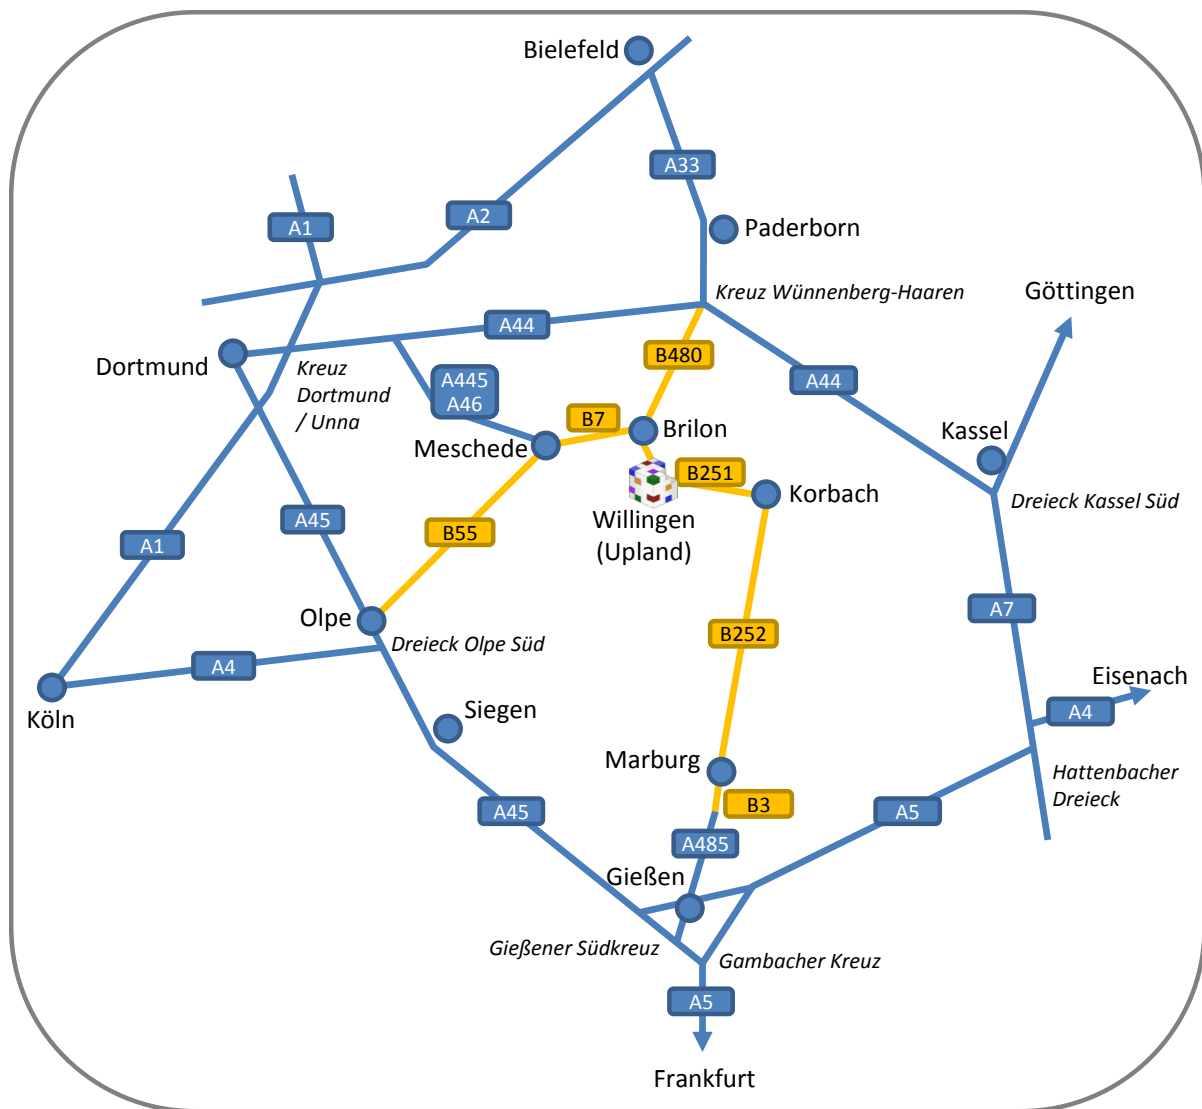 Bielefeld
A33
A2
A1
Paderborn
Kreuz Wünnenberg-Haaren
Göttingen
A44
B480
Dortmund
Kreuz
Dortmund
/ Unna
A445
A46
A44
B7
Brilon
Kassel
Meschede
B251
Korbach
Dreieck Kassel Süd
Willingen
(Upland)
A45
B55
A1
Olpe
A7
B252
Dreieck Olpe Süd
A4
Eisenach
Köln
Siegen
A4
Marburg
Hattenbacher
Dreieck
B3
A45
A5
A485
Gießen
Gießener Südkreuz
Gambacher Kreuz
A5
Frankfurt